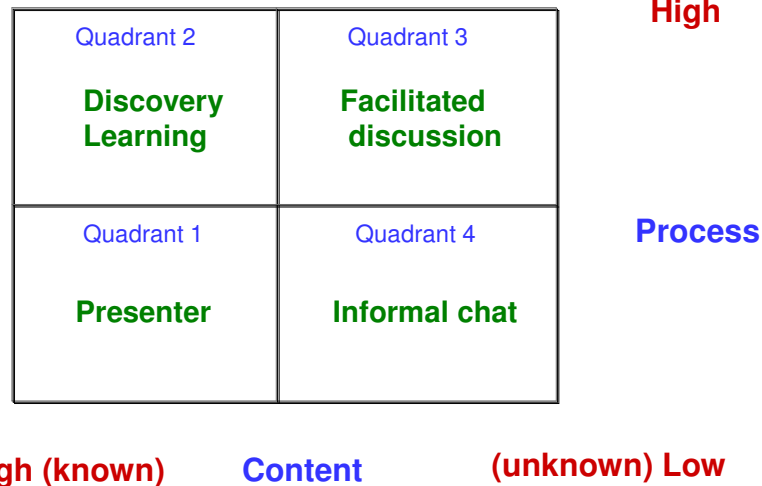 High
Quadrant 2
Quadrant 3
Discovery
Learning
Facilitated
discussion
Quadrant 1
Quadrant 4
Process
Presenter
Informal chat
gh (known)
Content
(unknown) Low